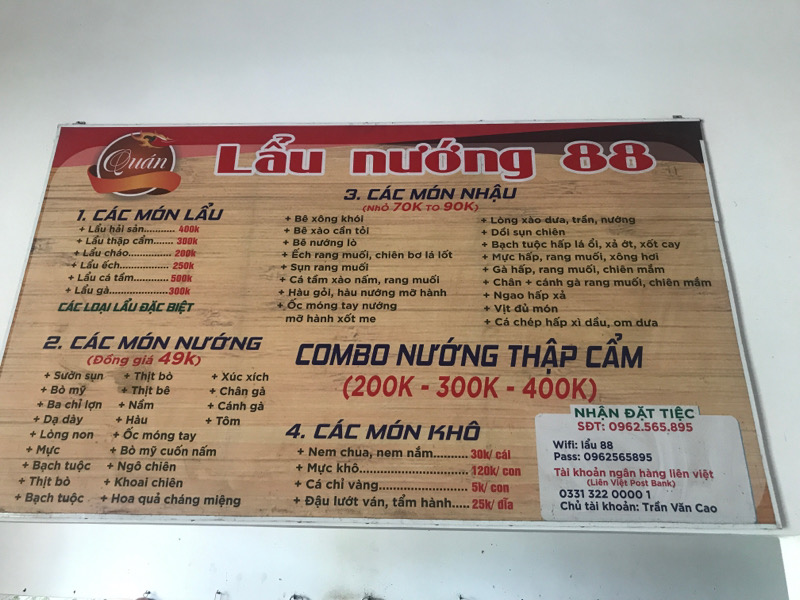 Quán
Lẩu nướng 88
1. CÁC MÓN LẨU
+ Lẩu hải sản........... 400k
+ Lẩu thập cẩm....... 300k
+ Lẩu cháo.................. 200k
+ Lẩu ếch................... 250k
+ Lẩu cá tầm.............500k
+ Lẩu gà....................300k
CÁC LOẠI LẨU ĐẶC BIỆT
2. CÁC MÓN NƯỚNG
(Đồng giá 49K)
+ Sườn sụn + Thịt bò + Xúc xích
+ Bò mỹ + Thịt bê + Chân gà
+ Ba chỉ lợn + Nầm + Cánh gà
+ Dạ dày + Hàu + Tôm
+ Lòng non + Ốc móng tay
+ Mực + Bò mỹ cuốn nấm
+ Bạch tuộc + Ngô chiên
+ Thịt bò + Khoai chiên
+ Bạch tuộc + Hoa quả cháng miệng
3. CÁC MÓN NHẬU
(Nhỏ 70K TO 90K)
+ Bê xông khói
+ Bê xào cần tỏi
+ Bê nướng lò
+ Ếch rang muối, chiên bơ lá lốt
+ Sụn rang muối
+ Cá tầm xào nấm, rang muối
+ Hàu gỏi, hàu nướng mỡ hành
+ Ốc móng tay nướng
mỡ hành xốt me
+ Lòng xào dưa, trần, nướng
+ Dồi sụn chiên
+ Bạch tuộc hấp lá ổi, xả ớt, xốt cay
+ Mực hấp, rang muối, xông hơi
+ Gà hấp, rang muối, chiên mắm
+ Chân + cánh gà rang muối, chiên mắm
+ Ngao hấp xả
+ Vịt đủ món
+ Cá chép hấp xì dầu, om dưa
COMBO NƯỚNG THẬP CẨM
(200K - 300K - 400K)
4. CÁC MÓN KHÔ
+ Nem chua, nem nắm.......... 30k/ cái
+ Mực khô............................ 120k/ con
+ Cá chỉ vàng....................... 5k/ con
+ Đậu lướt ván, tẩm hành..... 25k/ dĩa
NHẬN ĐẶT TIỆC
SĐT: 0962.565.895
Wifi: lẩu 88
Pass: 0962565895
Tài khoản ngân hàng liên việt
(Liên Việt Post Bank)
0331 322 0000 1
Chủ tài khoản: Trần Văn Cao